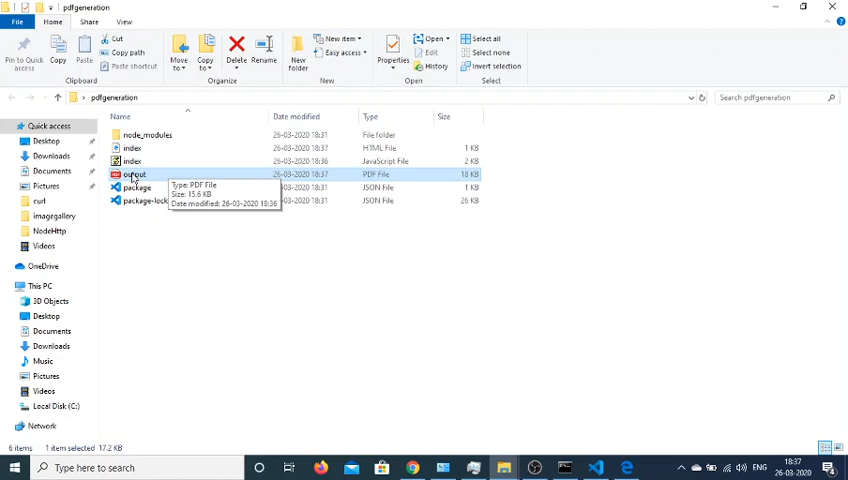 pdfgeneration
File Home Share View
Pin to Quick access
Copy
Paste
Cut
Copy path
Paste shortcut
Clipboard
Move to
Copy to
Delete
Rename
Organize
New folder
New item
Easy access
New
Properties
Open
Edit
History
Open
Select all
Select none
Invert selection
Select
pdfgeneration
Search pdfgeneration
Quick access
Desktop
Downloads
Documents
Pictures
curl
imagegallery
NodeHttp
Videos
OneDrive
This PC
3D Objects
Desktop
Documents
Downloads
Music
Pictures
Videos
Local Disk (C:)
Network
Name Date modified Type Size
node_modules 26-03-2020 18:31 File folder
index 26-03-2020 18:37 HTML File 1 KB
index 26-03-2020 18:36 JavaScript File 2 KB
output 26-03-2020 18:37 PDF File 18 KB
package 26-03-2020 18:31 JSON File 1 KB
package-lock 26-03-2020 18:31 JSON File 26 KB
Type: PDF File
Size: 15.6 KB
Date modified: 26-03-2020 18:36
6 items 1 item selected 17.2 KB
Type here to search
ENG
18:37
26-03-2020
4